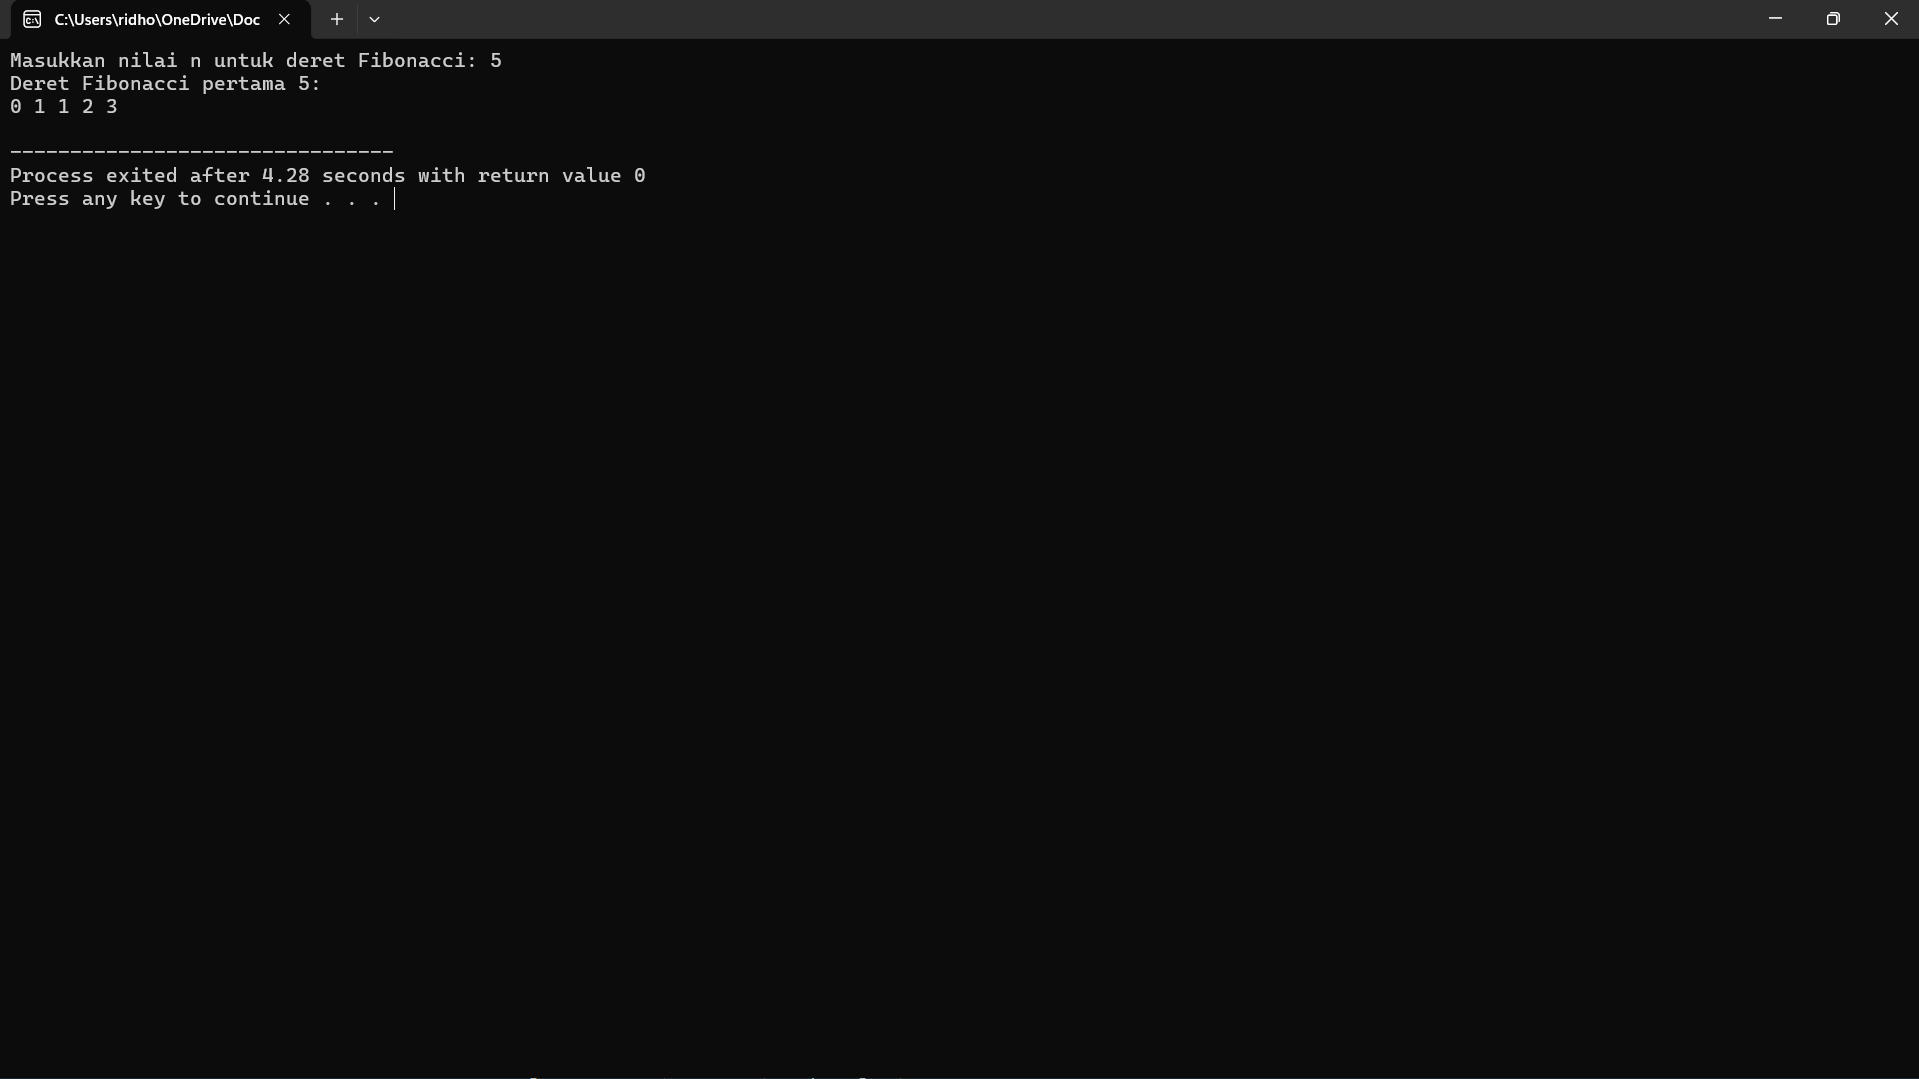 C:\Users\ridho\OneDrive\Doc
Masukkan nilai n untuk deret Fibonacci: 5
Deret Fibonacci pertama 5:
0 1 1 2 3
--------------------------------
Process exited after 4.28 seconds with return value 0
Press any key to continue . . .